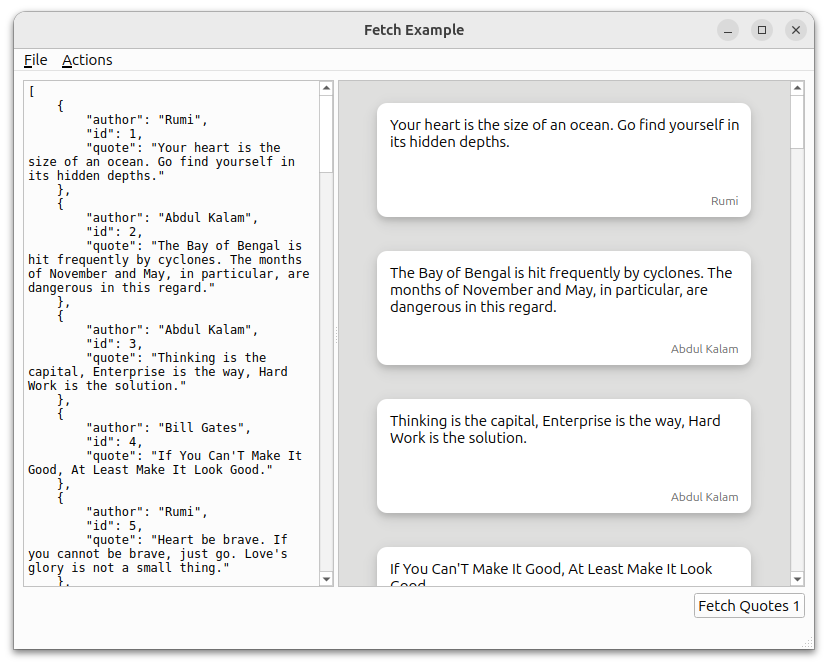 Fetch Example
File Actions
[
{
"author": "Rumi",
"id": 1,
"quote": "Your heart is the
size of an ocean. Go find yourself in
its hidden depths."
},
{
"author": "Abdul Kalam",
"id": 2,
"quote": "The Bay of Bengal is
hit frequently by cyclones. The months
of November and May, in particular, are
dangerous in this regard."
},
{
"author": "Abdul Kalam",
"id": 3,
"quote": "Thinking is the
capital, Enterprise is the way, Hard
Work is the solution."
},
{
"author": "Bill Gates",
"id": 4,
"quote": "If You Can'T Make It
Good, At Least Make It Look Good."
},
{
"author": "Rumi",
"id": 5,
"quote": "Heart be brave. If
you cannot be brave, just go. Love's
glory is not a small thing."
},
Your heart is the size of an ocean. Go find yourself in
its hidden depths.
Rumi
The Bay of Bengal is hit frequently by cyclones. The
months of November and May, in particular, are
dangerous in this regard.
Abdul Kalam
Thinking is the capital, Enterprise is the way, Hard
Work is the solution.
Abdul Kalam
If You Can'T Make It Good, At Least Make It Look
Good.
Fetch Quotes 1